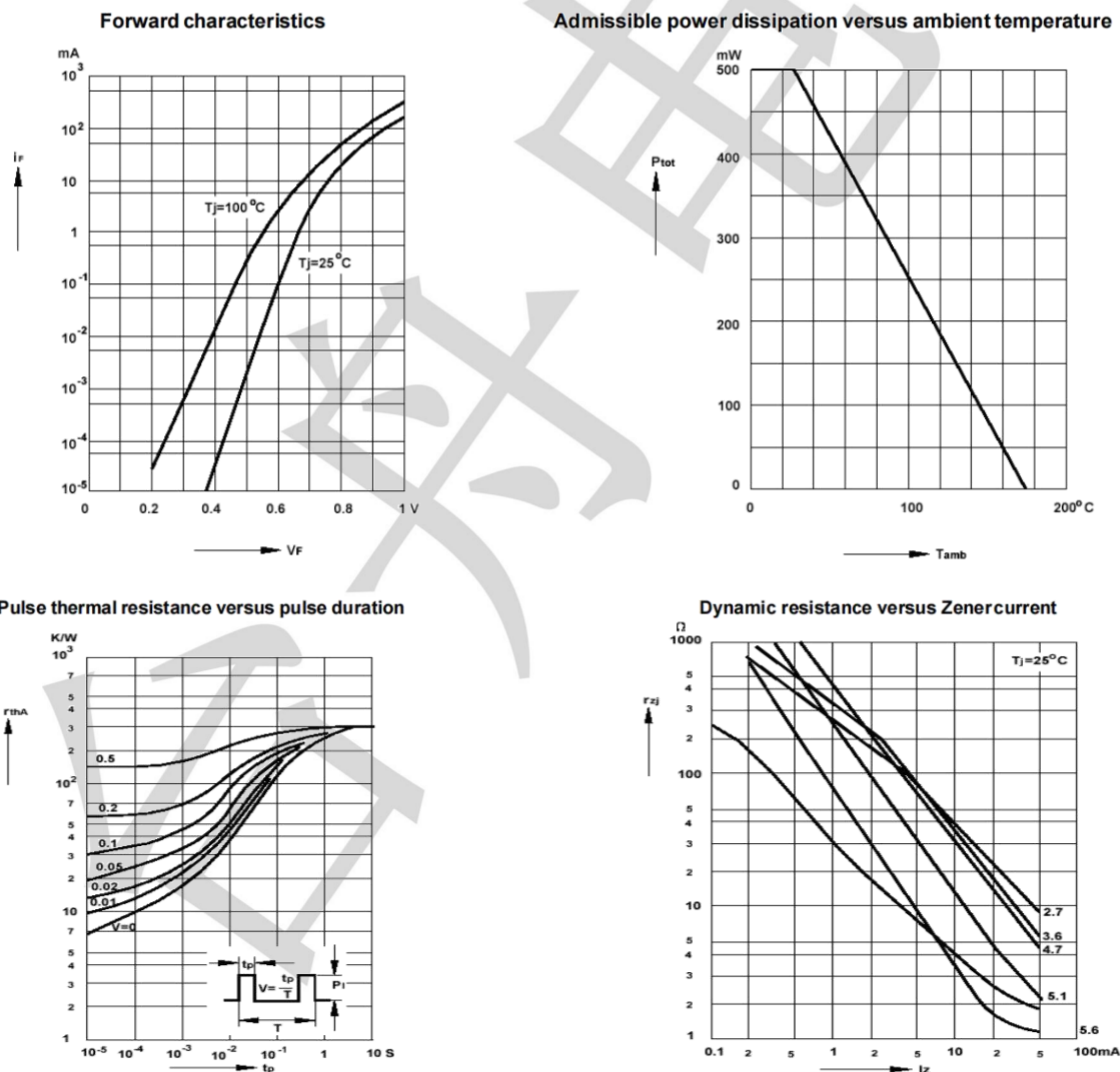 Forward characteristics
mA
10³
10²
10
1
10⁻¹
10⁻²
10⁻³
10⁻⁴
10⁻⁵
iF
Tj=100°C
Tj=25°C
0 0.2 0.4 0.6 0.8 1 V
VF
Admissible power dissipation versus ambient temperature
mW
500
400
300
200
100
0
Ptot
0 100 200°C
Tamb
Pulse thermal resistance versus pulse duration
K/W
10³
7
5
4
3
2
10²
7
5
4
3
2
10
7
5
4
3
2
1
rthA
0.5
0.2
0.1
0.05
0.02
0.01
V=0
tp
V= tp/T
PI
T
10⁻⁵ 10⁻⁴ 10⁻³ 10⁻² 10⁻¹ 1 10 S
tp
Dynamic resistance versus Zener current
Ω
1000
5
4
3
2
100
5
4
3
2
10
5
4
3
2
1
rzj
Tj=25°C
2.7
3.6
4.7
5.1
5.6
0.1 2 5 1 2 5 10 2 5 100mA
Iz